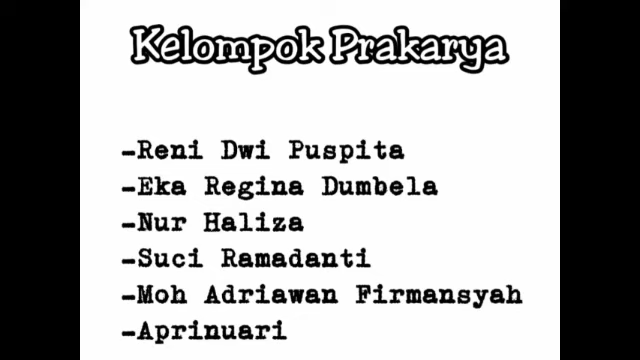 Kelompok Prakarya
-Reni Dwi Puspita
-Eka Regina Dumbela
-Nur Haliza
-Suci Ramadanti
-Moh Adriawan Firmansyah
-Aprinuari